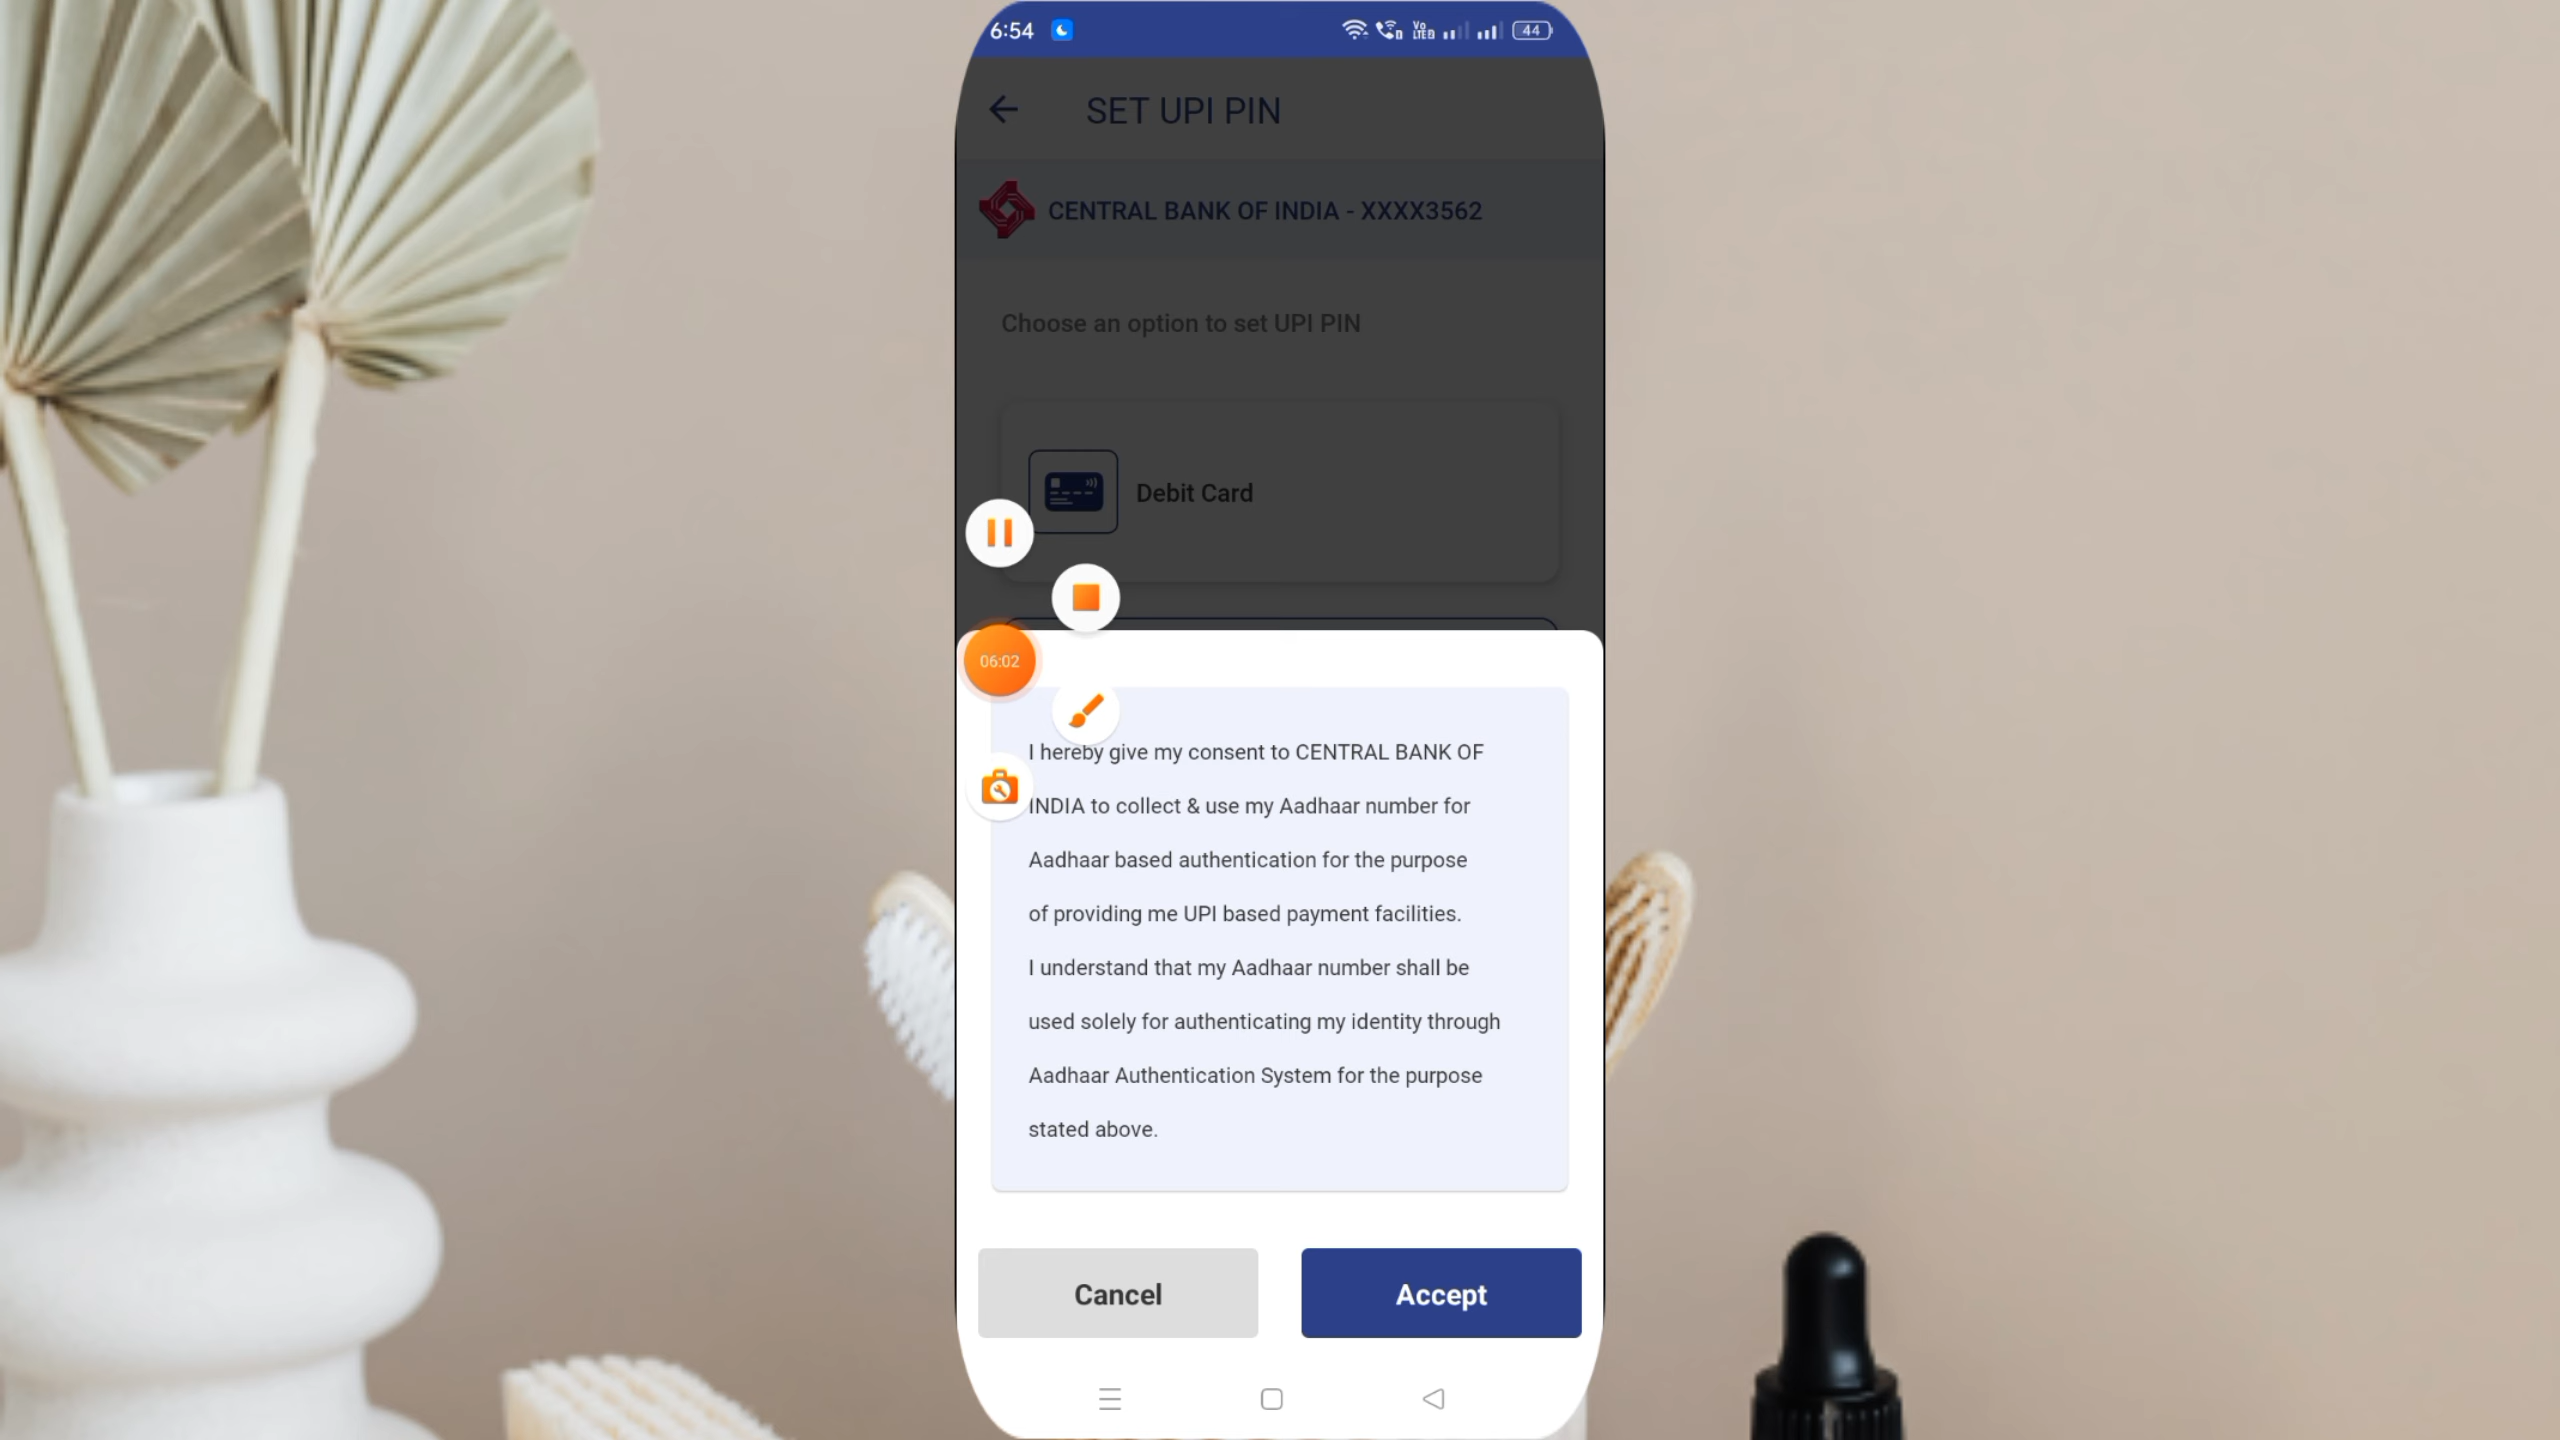 6:54
Vo LTE2
44
SET UPI PIN
CENTRAL BANK OF INDIA - XXXX3562
Choose an option to set UPI PIN
Debit Card
06:02
I hereby give my consent to CENTRAL BANK OF
INDIA to collect & use my Aadhaar number for
Aadhaar based authentication for the purpose
of providing me UPI based payment facilities.
I understand that my Aadhaar number shall be
used solely for authenticating my identity through
Aadhaar Authentication System for the purpose
stated above.
Cancel
Accept